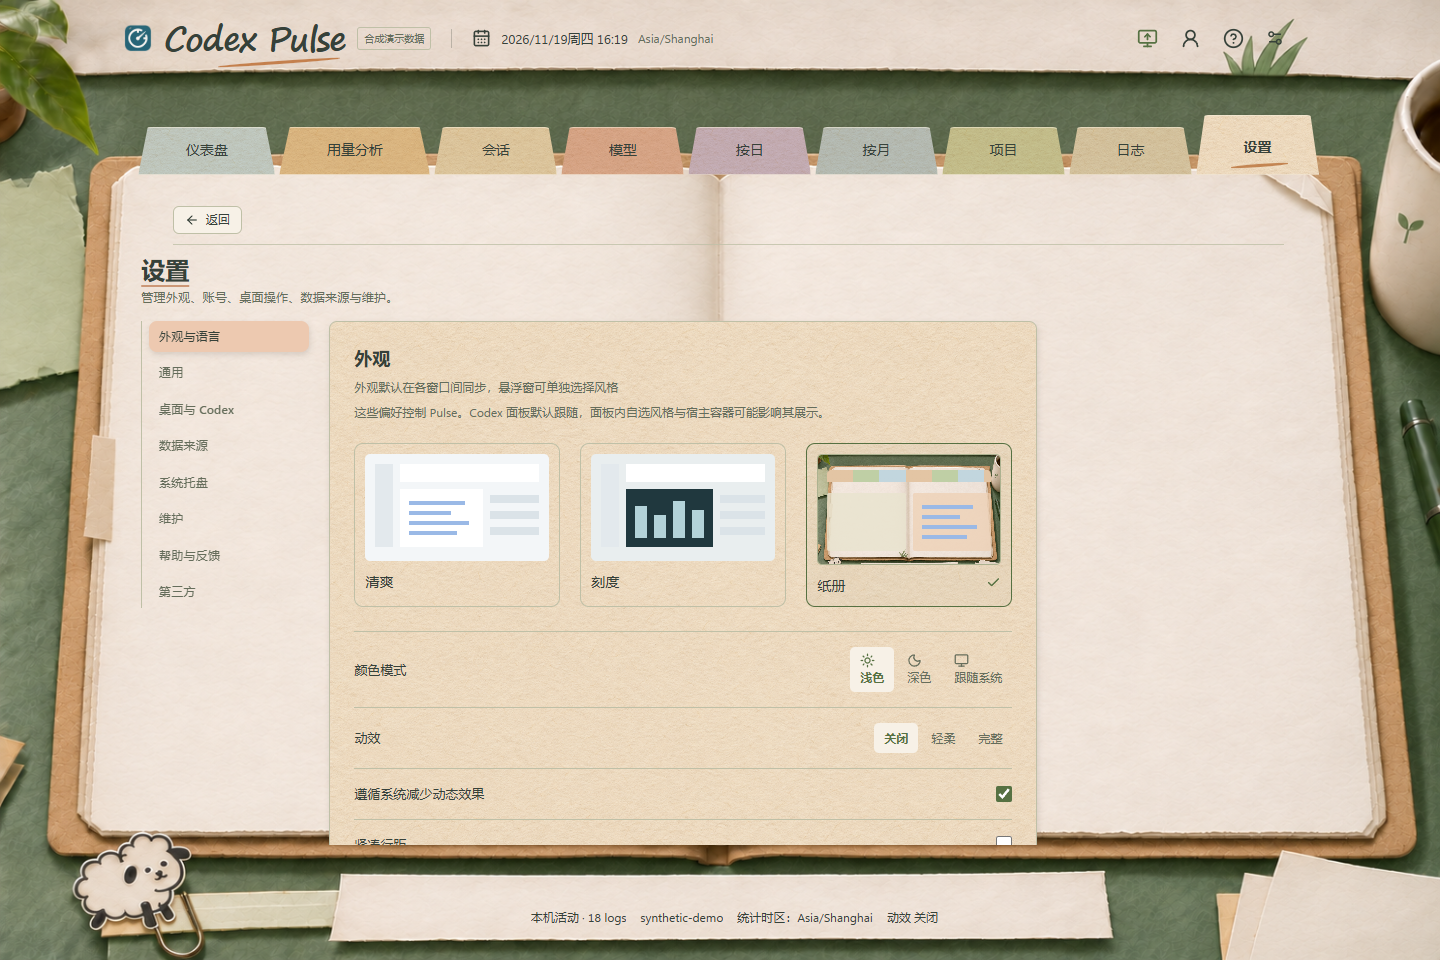 Codex Pulse 合成演示数据 2026/11/19周四 16:19 Asia/Shanghai
仪表盘 用量分析 会话 模型 按日 按月 项目 日志 设置
返回
设置
管理外观、账号、桌面操作、数据来源与维护。
外观与语言
通用
桌面与 Codex
数据来源
系统托盘
维护
帮助与反馈
第三方
外观
外观默认在各窗口间同步，悬浮窗可单独选择风格
这些偏好控制 Pulse。Codex 面板默认跟随，面板内自选风格与宿主容器可能影响其展示。
清爽 刻度 纸册
颜色模式 浅色 深色 跟随系统
动效 关闭 轻柔 完整
遵循系统减少动态效果
紧凑行距
本机活动 · 18 logs synthetic-demo 统计时区：Asia/Shanghai 动效 关闭